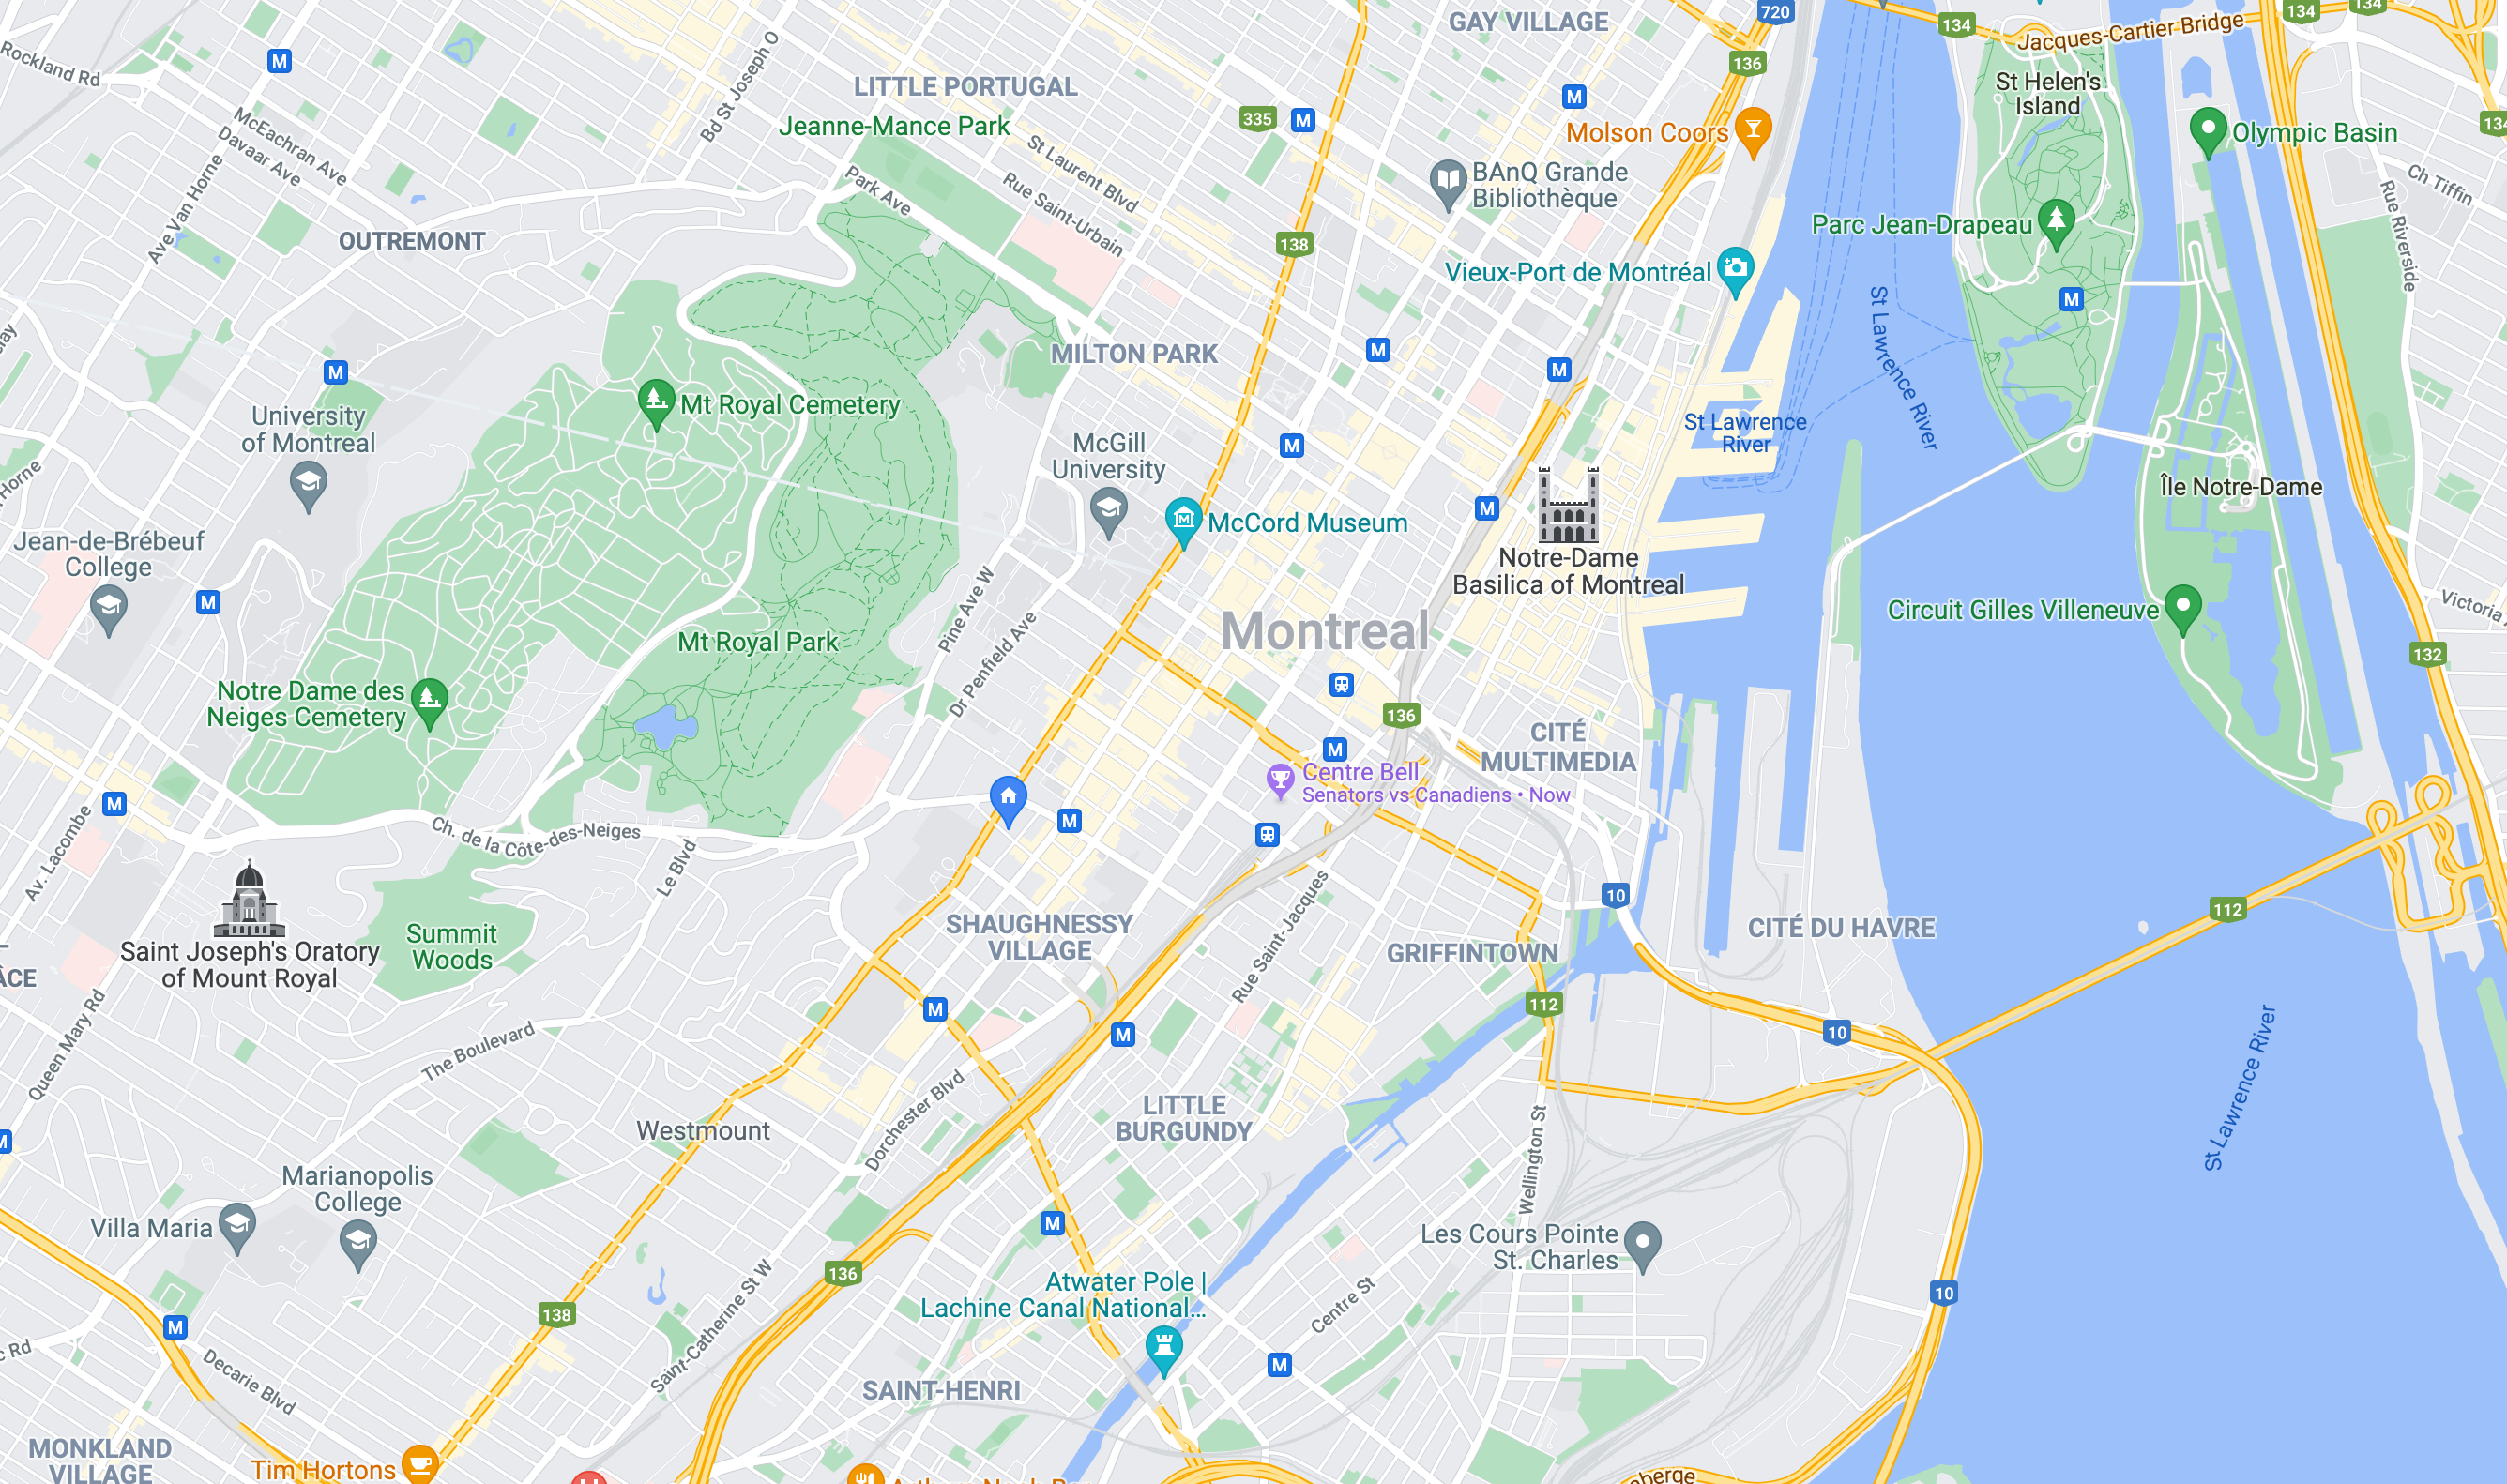 GAY VILLAGE
720
134
Jacques-Cartier Bridge
134
134
Rockland Rd
M
Bd St Joseph O
LITTLE PORTUGAL
136
St Helen's
Island
McEachran Ave
Davaar Ave
Jeanne-Mance Park
335
M
M
Molson Coors
Olympic Basin
134
Ave Van Horne
St Laurent Blvd
Park Ave
Rue Saint-Urbain
BAnQ Grande
Bibliothèque
Ch Tiffin
Rue Riverside
OUTREMONT
138
Parc Jean-Drapeau
Vieux-Port de Montréal
M
St Lawrence River
MILTON PARK
M
M
M
University
of Montreal
Mt Royal Cemetery
St Lawrence
River
McGill
University
M
Horne
Île Notre-Dame
M
McCord Museum
Jean-de-Brébeuf
College
Notre-Dame
Basilica of Montreal
M
Pine Ave W
Circuit Gilles Villeneuve
Victoria
Montreal
Mt Royal Park
Dr Penfield Ave
132
Notre Dame des
Neiges Cemetery
136
CITÉ
MULTIMEDIA
M
Centre Bell
Senators vs Canadiens • Now
M
M
Ch. de la Côte-des-Neiges
Av. Lacombe
Le Blvd
Rue Saint-Jacques
10
112
SHAUGHNESSY
VILLAGE
CITÉ DU HAVRE
Summit
Woods
Saint Joseph's Oratory
of Mount Royal
GRIFFINTOWN
ÂCE
M
112
M
10
Queen Mary Rd
The Boulevard
St Lawrence River
Dorchester Blvd
LITTLE
BURGUNDY
Westmount
M
Wellington St
Marianopolis
College
Villa Maria
M
Les Cours Pointe
St. Charles
136
Atwater Pole |
Lachine Canal National...
10
138
M
Saint-Catherine St W
Centre St
c Rd
Decarie Blvd
M
SAINT-HENRI
MONKLAND
VILLAGE
Tim Hortons